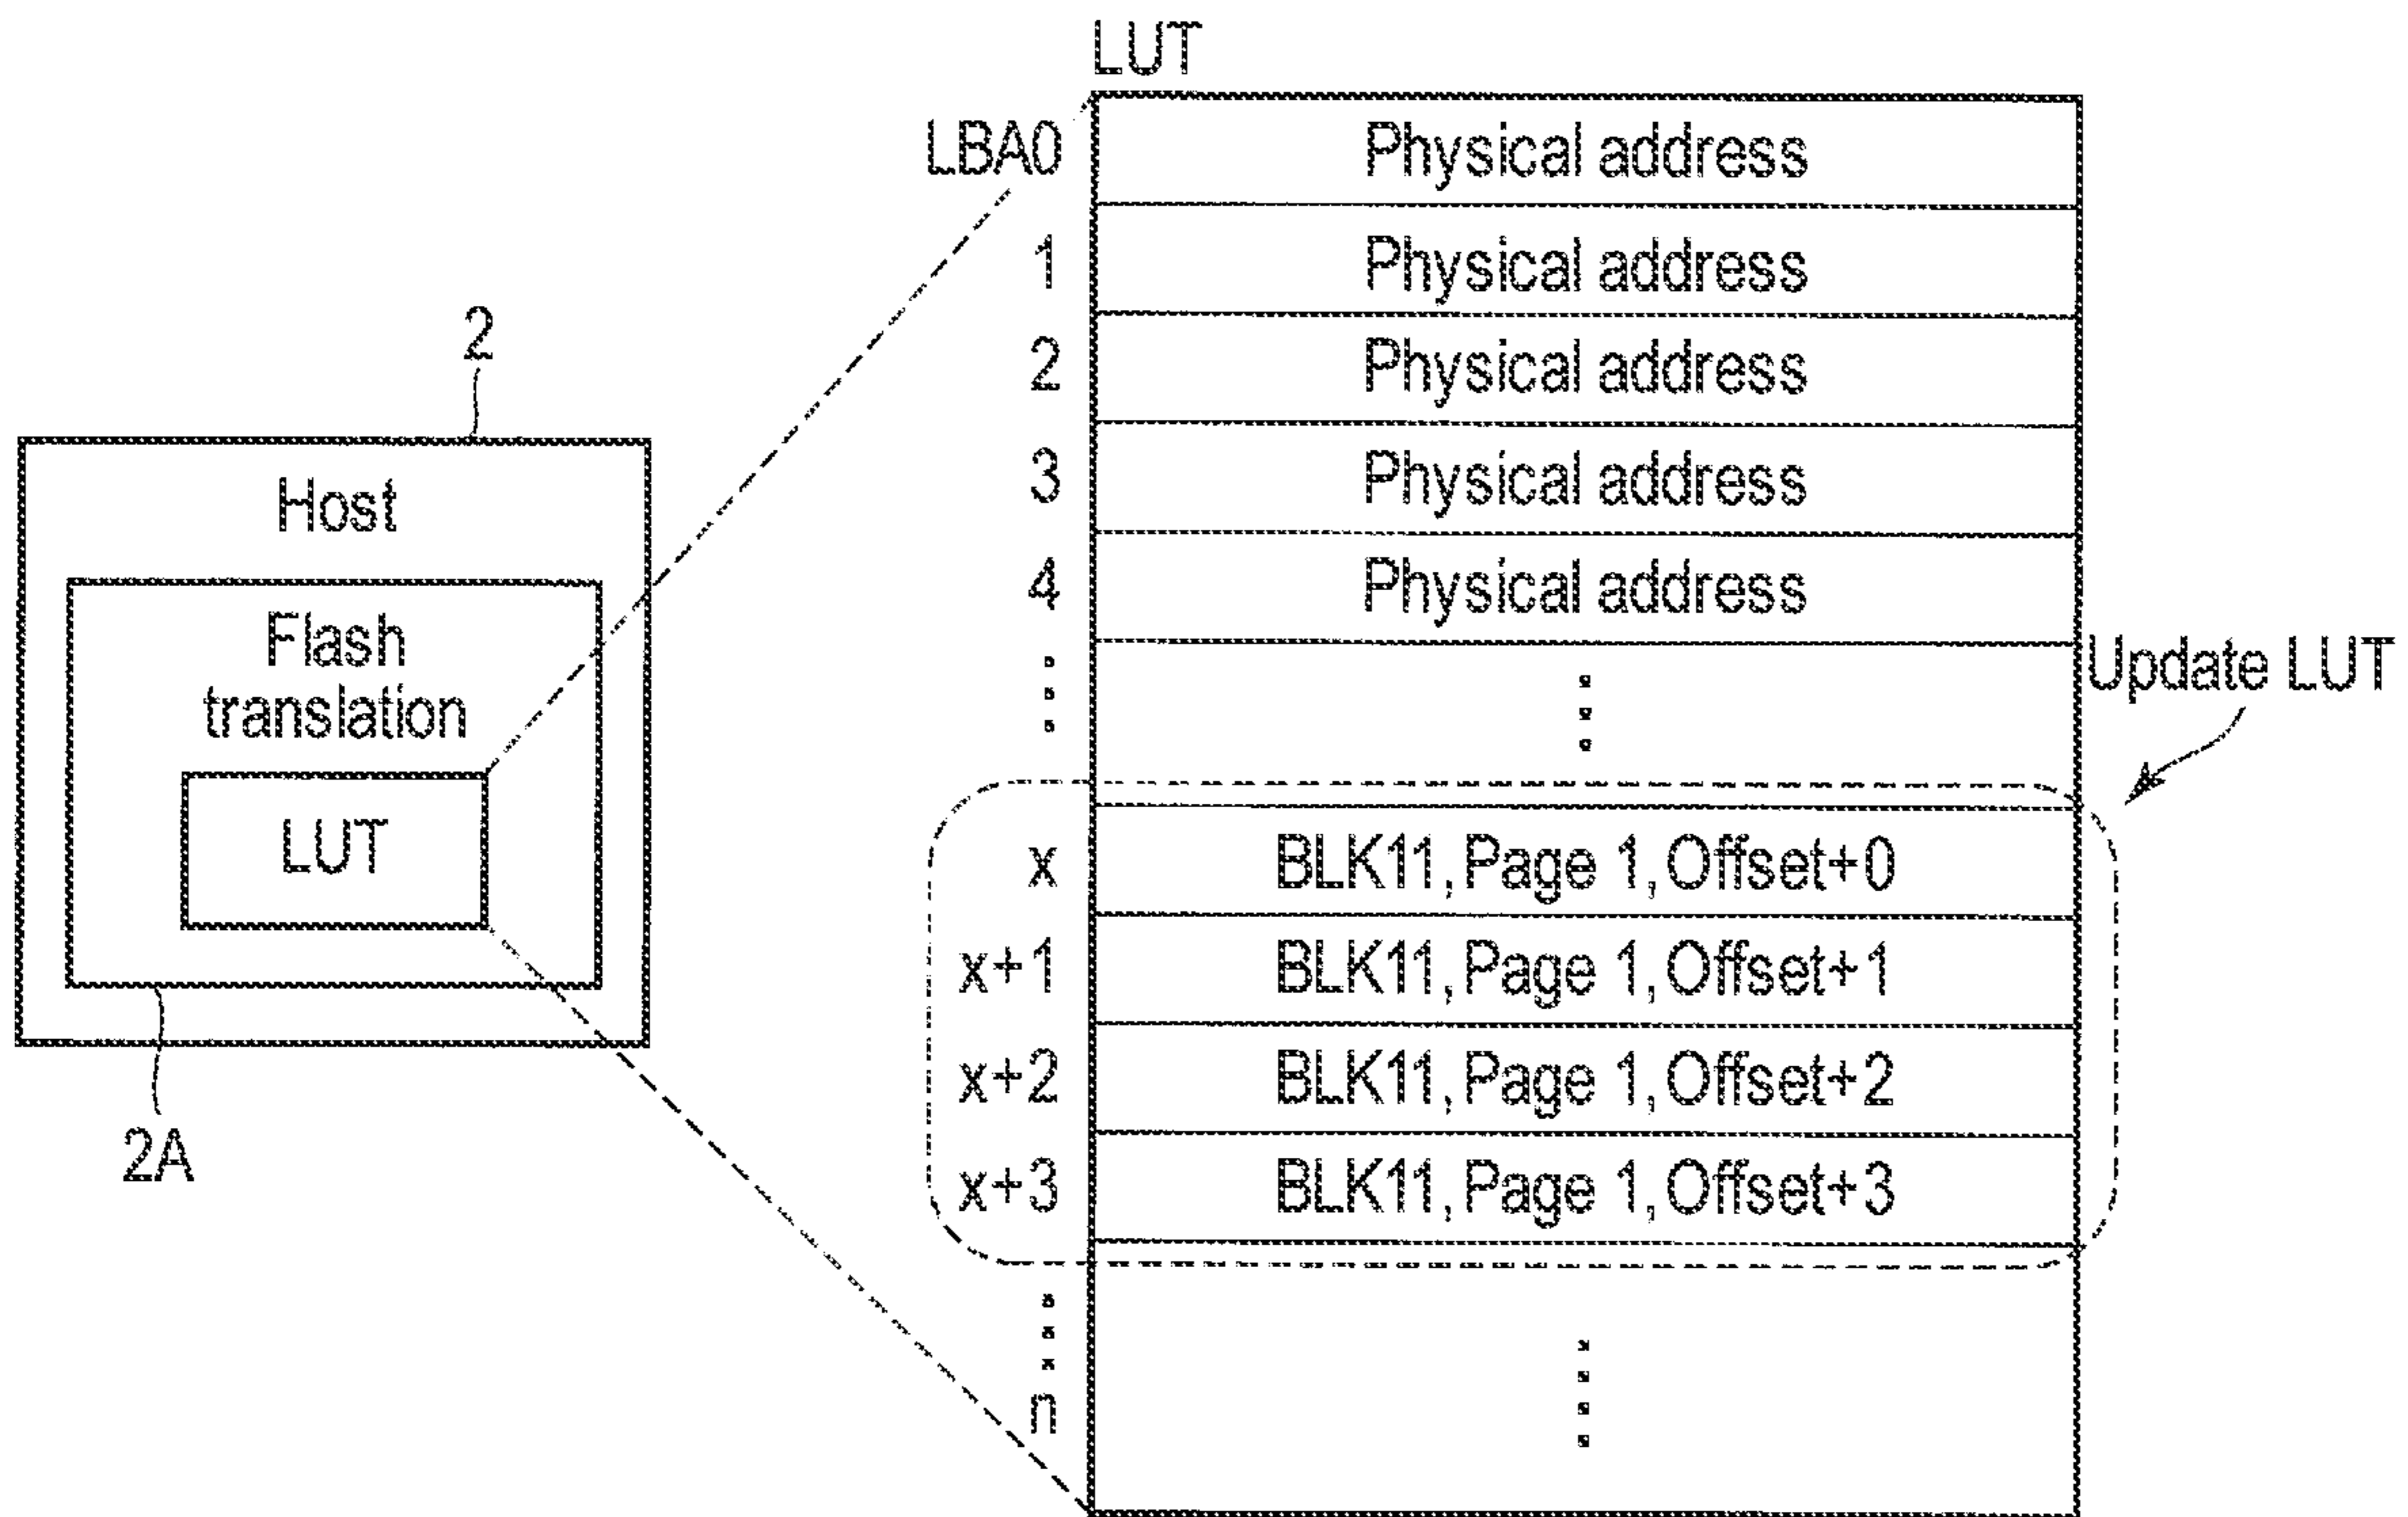 LUT
LBA0 Physical address
1 Physical address
2 Physical address
3 Physical address
4 Physical address
Update LUT
x BLK11, Page 1, Offset+0
x+1 BLK11, Page 1, Offset+1
x+2 BLK11, Page 1, Offset+2
x+3 BLK11, Page 1, Offset+3
n
2
Host
Flash
translation
LUT
2A